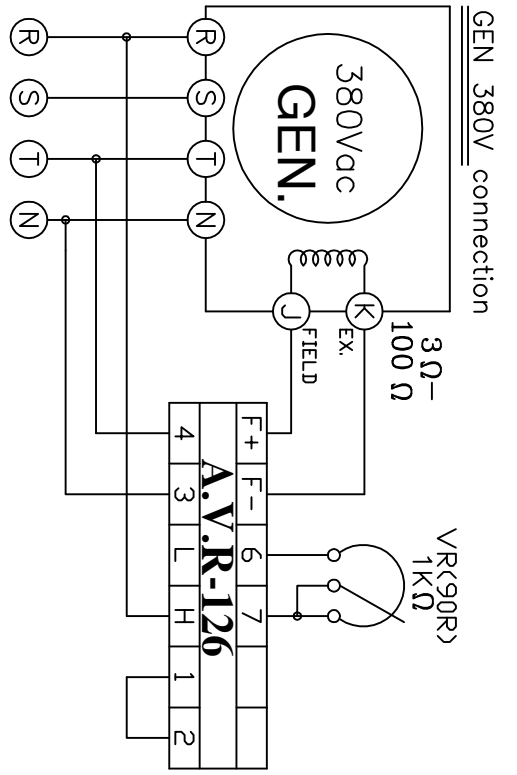 GEN 380V connection
380Vac
GEN.
R
S
T
N
R
S
T
N
K
J
EX.
FIELD
3Ω–
100Ω
VR(90R)
1KΩ
F+
F-
6
7
A.V.R-126
4
3
L
H
1
2